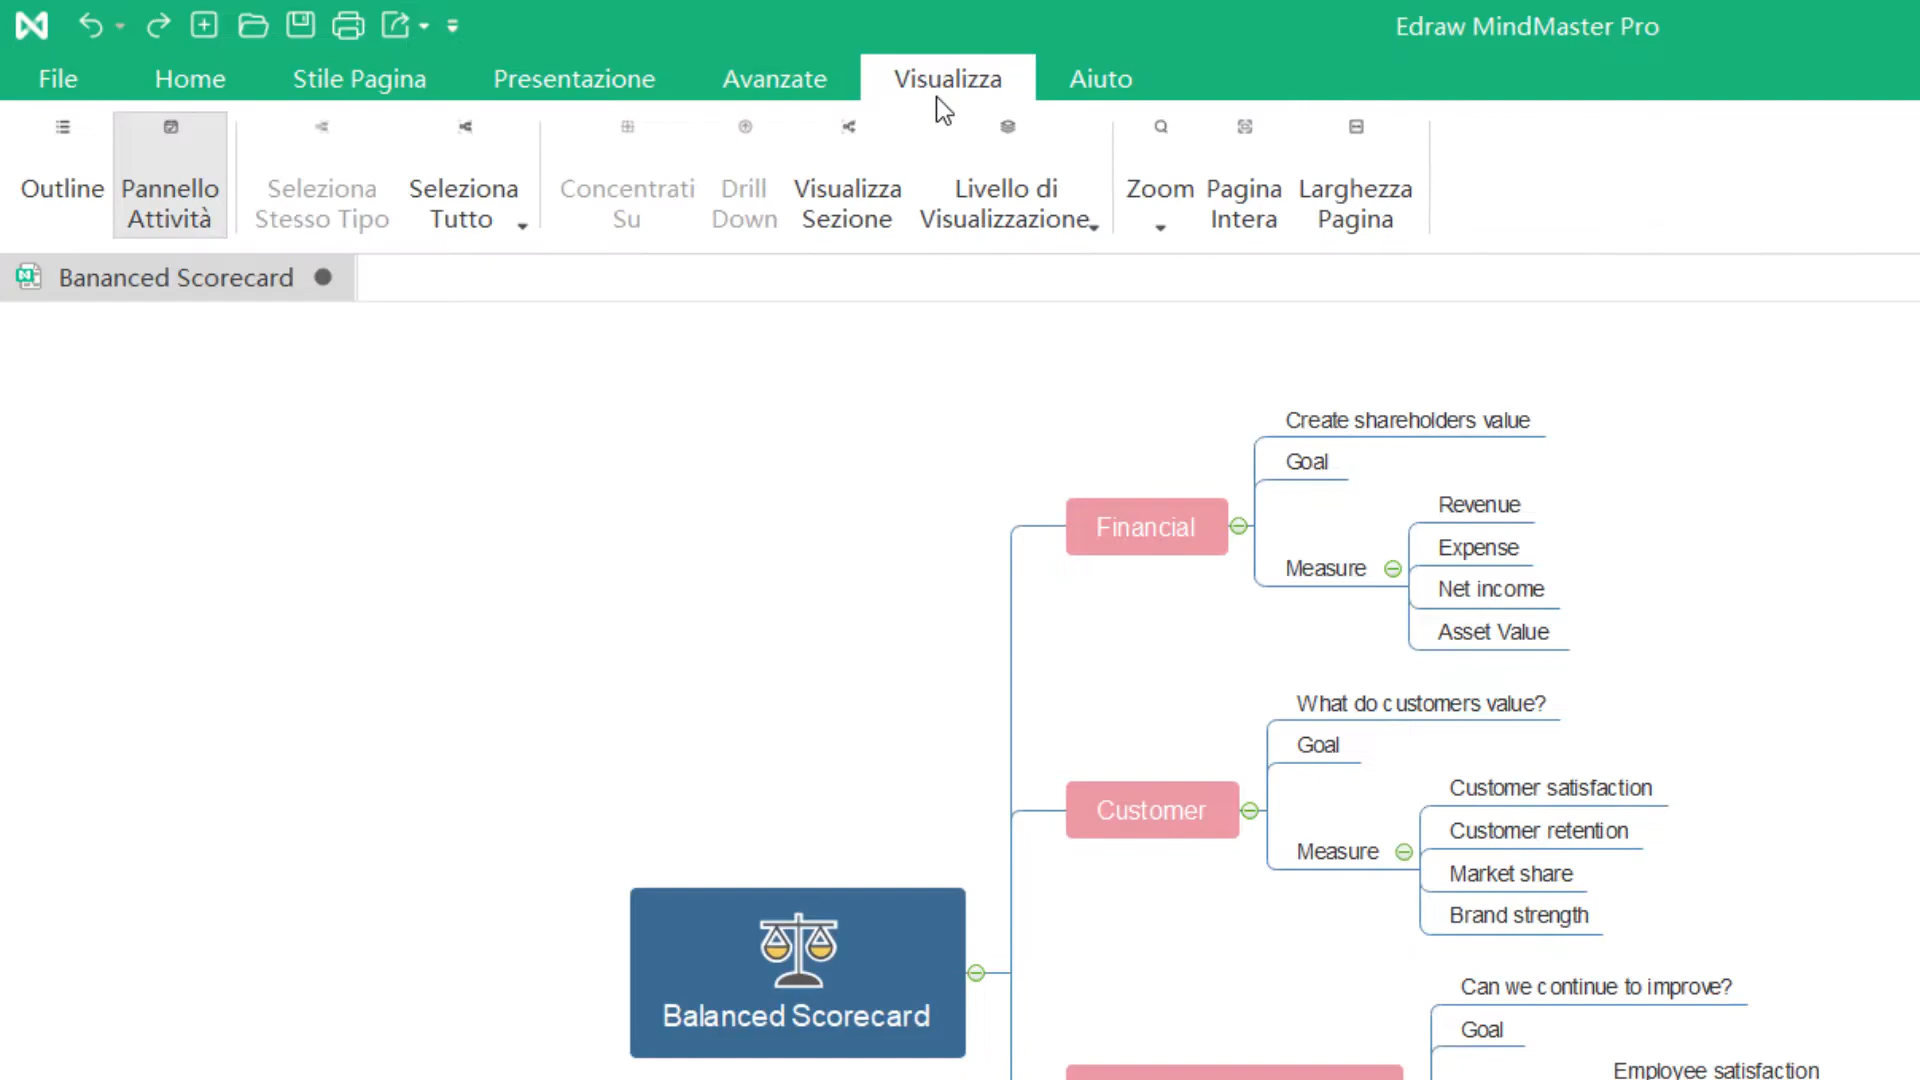 Edraw MindMaster Pro
File Home Stile Pagina Presentazione Avanzate Visualizza Aiuto
Outline
Pannello
Attività
Seleziona
Stesso Tipo
Seleziona
Tutto
Concentrati
Su
Drill
Down
Visualizza
Sezione
Livello di
Visualizzazione
Zoom
Pagina
Intera
Larghezza
Pagina
Bananced Scorecard
Create shareholders value
Goal
Financial
Measure
Revenue
Expense
Net income
Asset Value
What do customers value?
Goal
Customer
Measure
Customer satisfaction
Customer retention
Market share
Brand strength
Balanced Scorecard
Can we continue to improve?
Goal
Employee satisfaction